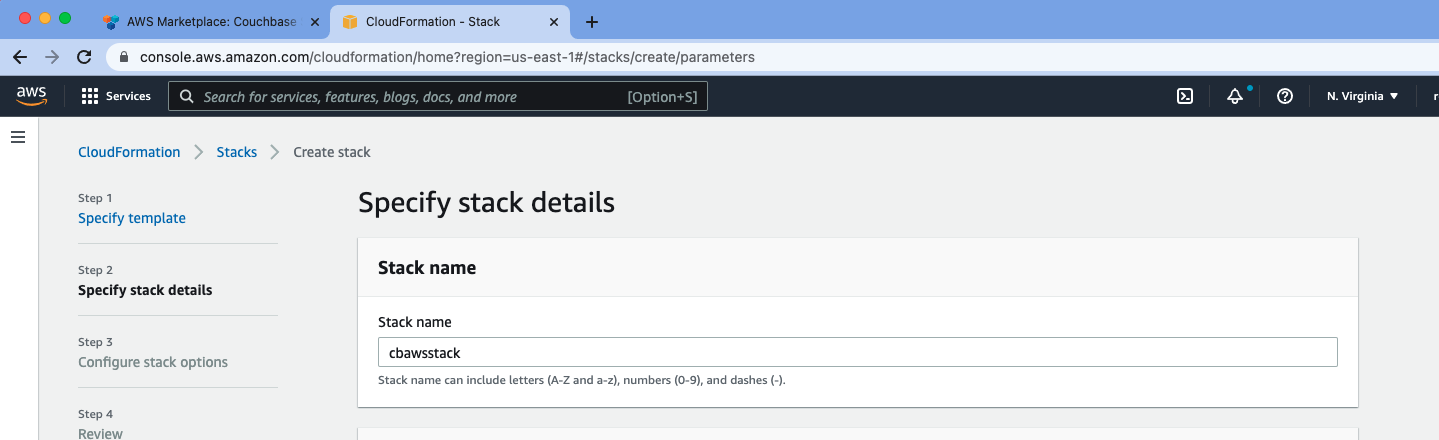 AWS Marketplace: Couchbase
CloudFormation - Stack
console.aws.amazon.com/cloudformation/home?region=us-east-1#/stacks/create/parameters
aws
Services
Search for services, features, blogs, docs, and more
[Option+S]
N. Virginia
r
CloudFormation
Stacks
Create stack
Step 1
Specify template
Step 2
Specify stack details
Step 3
Configure stack options
Step 4
Review
Specify stack details
Stack name
Stack name
cbawsstack
Stack name can include letters (A-Z and a-z), numbers (0-9), and dashes (-).